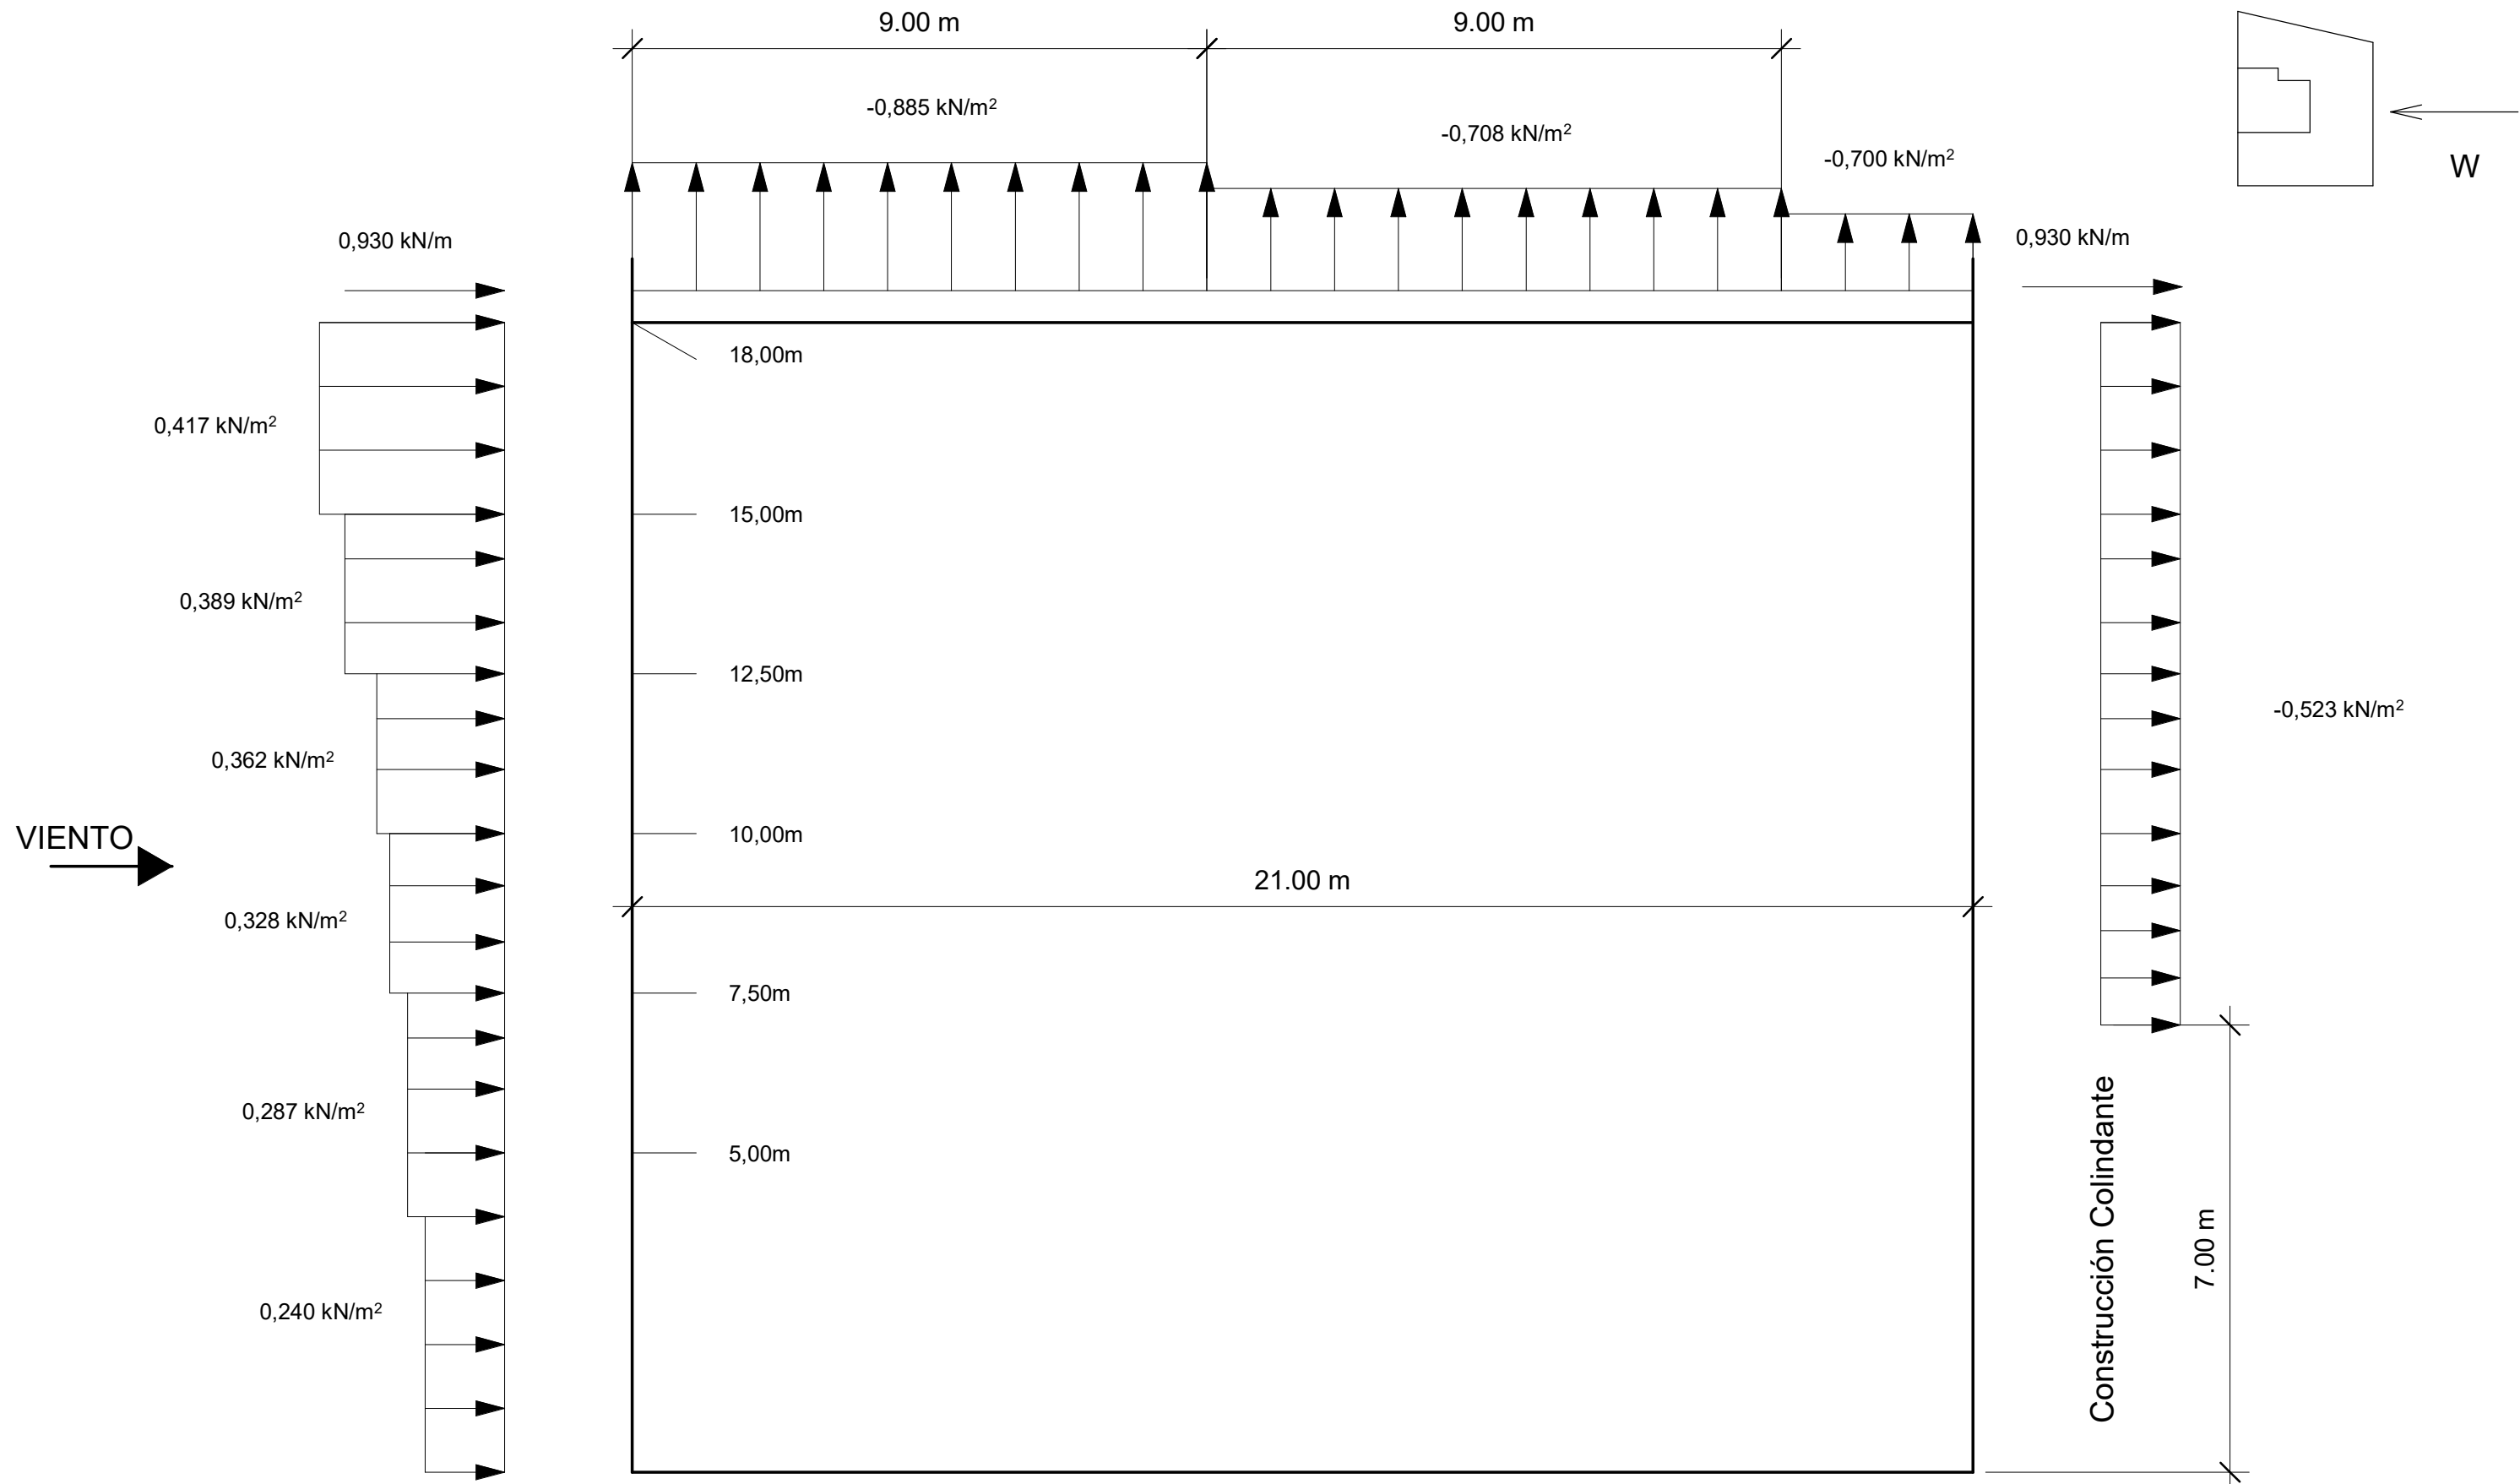 9.00 m
9.00 m
-0,885 kN/m²
-0,708 kN/m²
-0,700 kN/m²
W
0,930 kN/m
0,930 kN/m
18,00m
0,417 kN/m²
15,00m
0,389 kN/m²
12,50m
-0,523 kN/m²
0,362 kN/m²
VIENTO
10,00m
21.00 m
0,328 kN/m²
7,50m
0,287 kN/m²
5,00m
Construcción Colindante
7.00 m
0,240 kN/m²